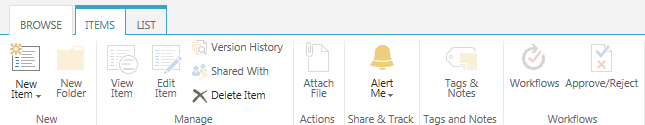 BROWSE ITEMS LIST
New Item
New Folder
View Item
Edit Item
Version History
Shared With
Delete Item
Attach File
Alert Me
Tags & Notes
Workflows
Approve/Reject
New
Manage
Actions
Share & Track
Tags and Notes
Workflows